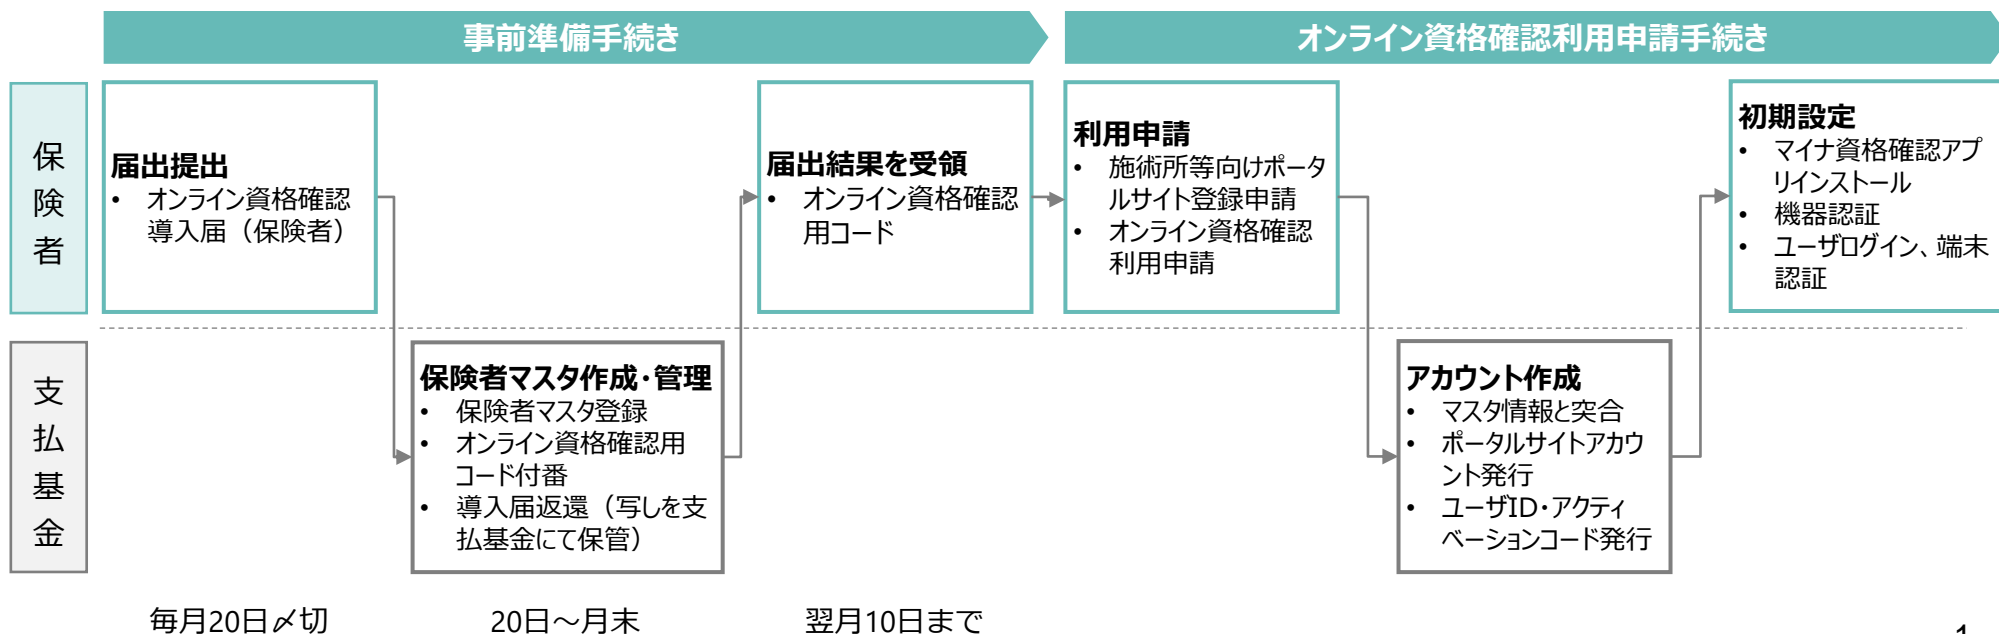 事前準備手続き
オンライン資格確認利用申請手続き
保険者
届出提出
• オンライン資格確認
導入届（保険者）
届出結果を受領
• オンライン資格確認
用コード
利用申請
• 施術所等向けポータ
ルサイト登録申請
• オンライン資格確認
利用申請
初期設定
• マイナ資格確認アプ
リインストール
• 機器認証
• ユーザログイン、端末
認証
支払基金
保険者マスタ作成・管理
• 保険者マスタ登録
• オンライン資格確認用
コード付番
• 導入届返還（写しを支
払基金にて保管）
アカウント作成
• マスタ情報と突合
• ポータルサイトアカウ
ント発行
• ユーザID・アクティ
ベーションコード発行
毎月20日〆切
20日～月末
翌月10日まで
1